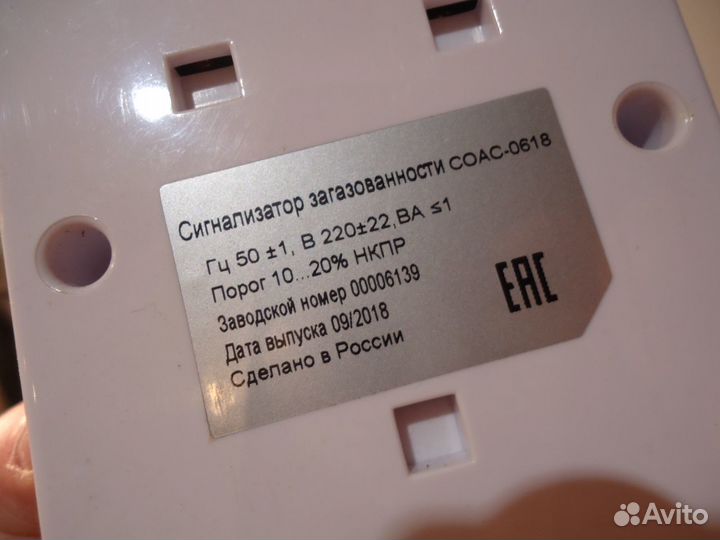 Сигнализатор загазованности СОАС-0618
Гц 50 ±1, В 220±22, ВА ≤1
Порог 10...20% НКПР
Заводской номер 00006139
Дата выпуска 09/2018
Сделано в России
EAC
Avito